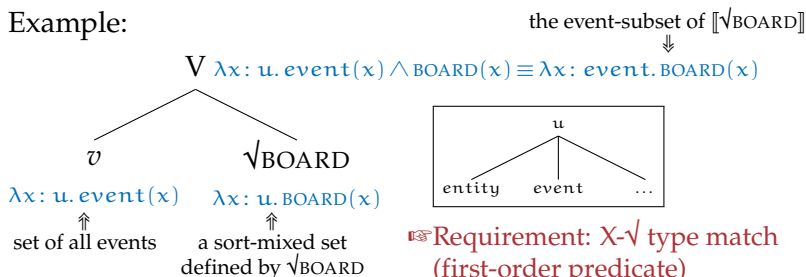 Example:
the event-subset of ⟦√BOARD⟧
⇓
V λx: u. event(x) ∧ BOARD(x) ≡ λx: event. BOARD(x)
v √BOARD
λx: u. event(x) λx: u. BOARD(x)
⇑ ⇑
set of all events a sort-mixed set
defined by √BOARD
u
entity event ...
☞Requirement: X-√ type match
(first-order predicate)